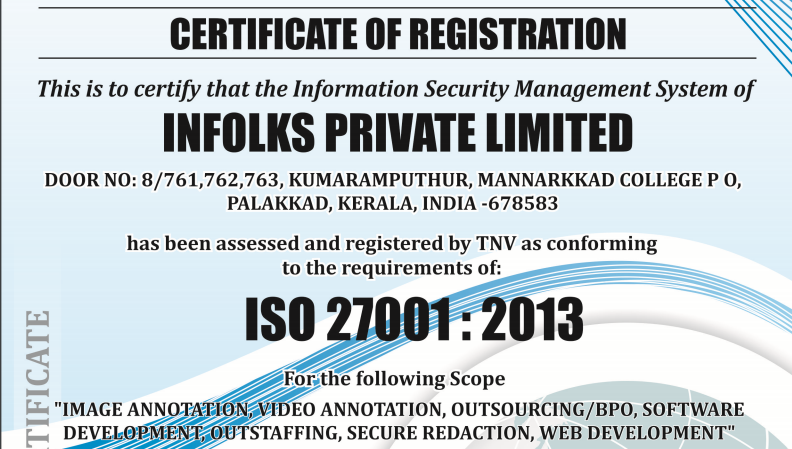 CERTIFICATE OF REGISTRATION
This is to certify that the Information Security Management System of
INFOLKS PRIVATE LIMITED
DOOR NO: 8/761,762,763, KUMARAMPUTHUR, MANNARKKAD COLLEGE P O,
PALAKKAD, KERALA, INDIA -678583
has been assessed and registered by TNV as conforming
to the requirements of:
ISO 27001 : 2013
For the following Scope
"IMAGE ANNOTATION, VIDEO ANNOTATION, OUTSOURCING/BPO, SOFTWARE
DEVELOPMENT, OUTSTAFFING, SECURE REDACTION, WEB DEVELOPMENT"
TIFICATE